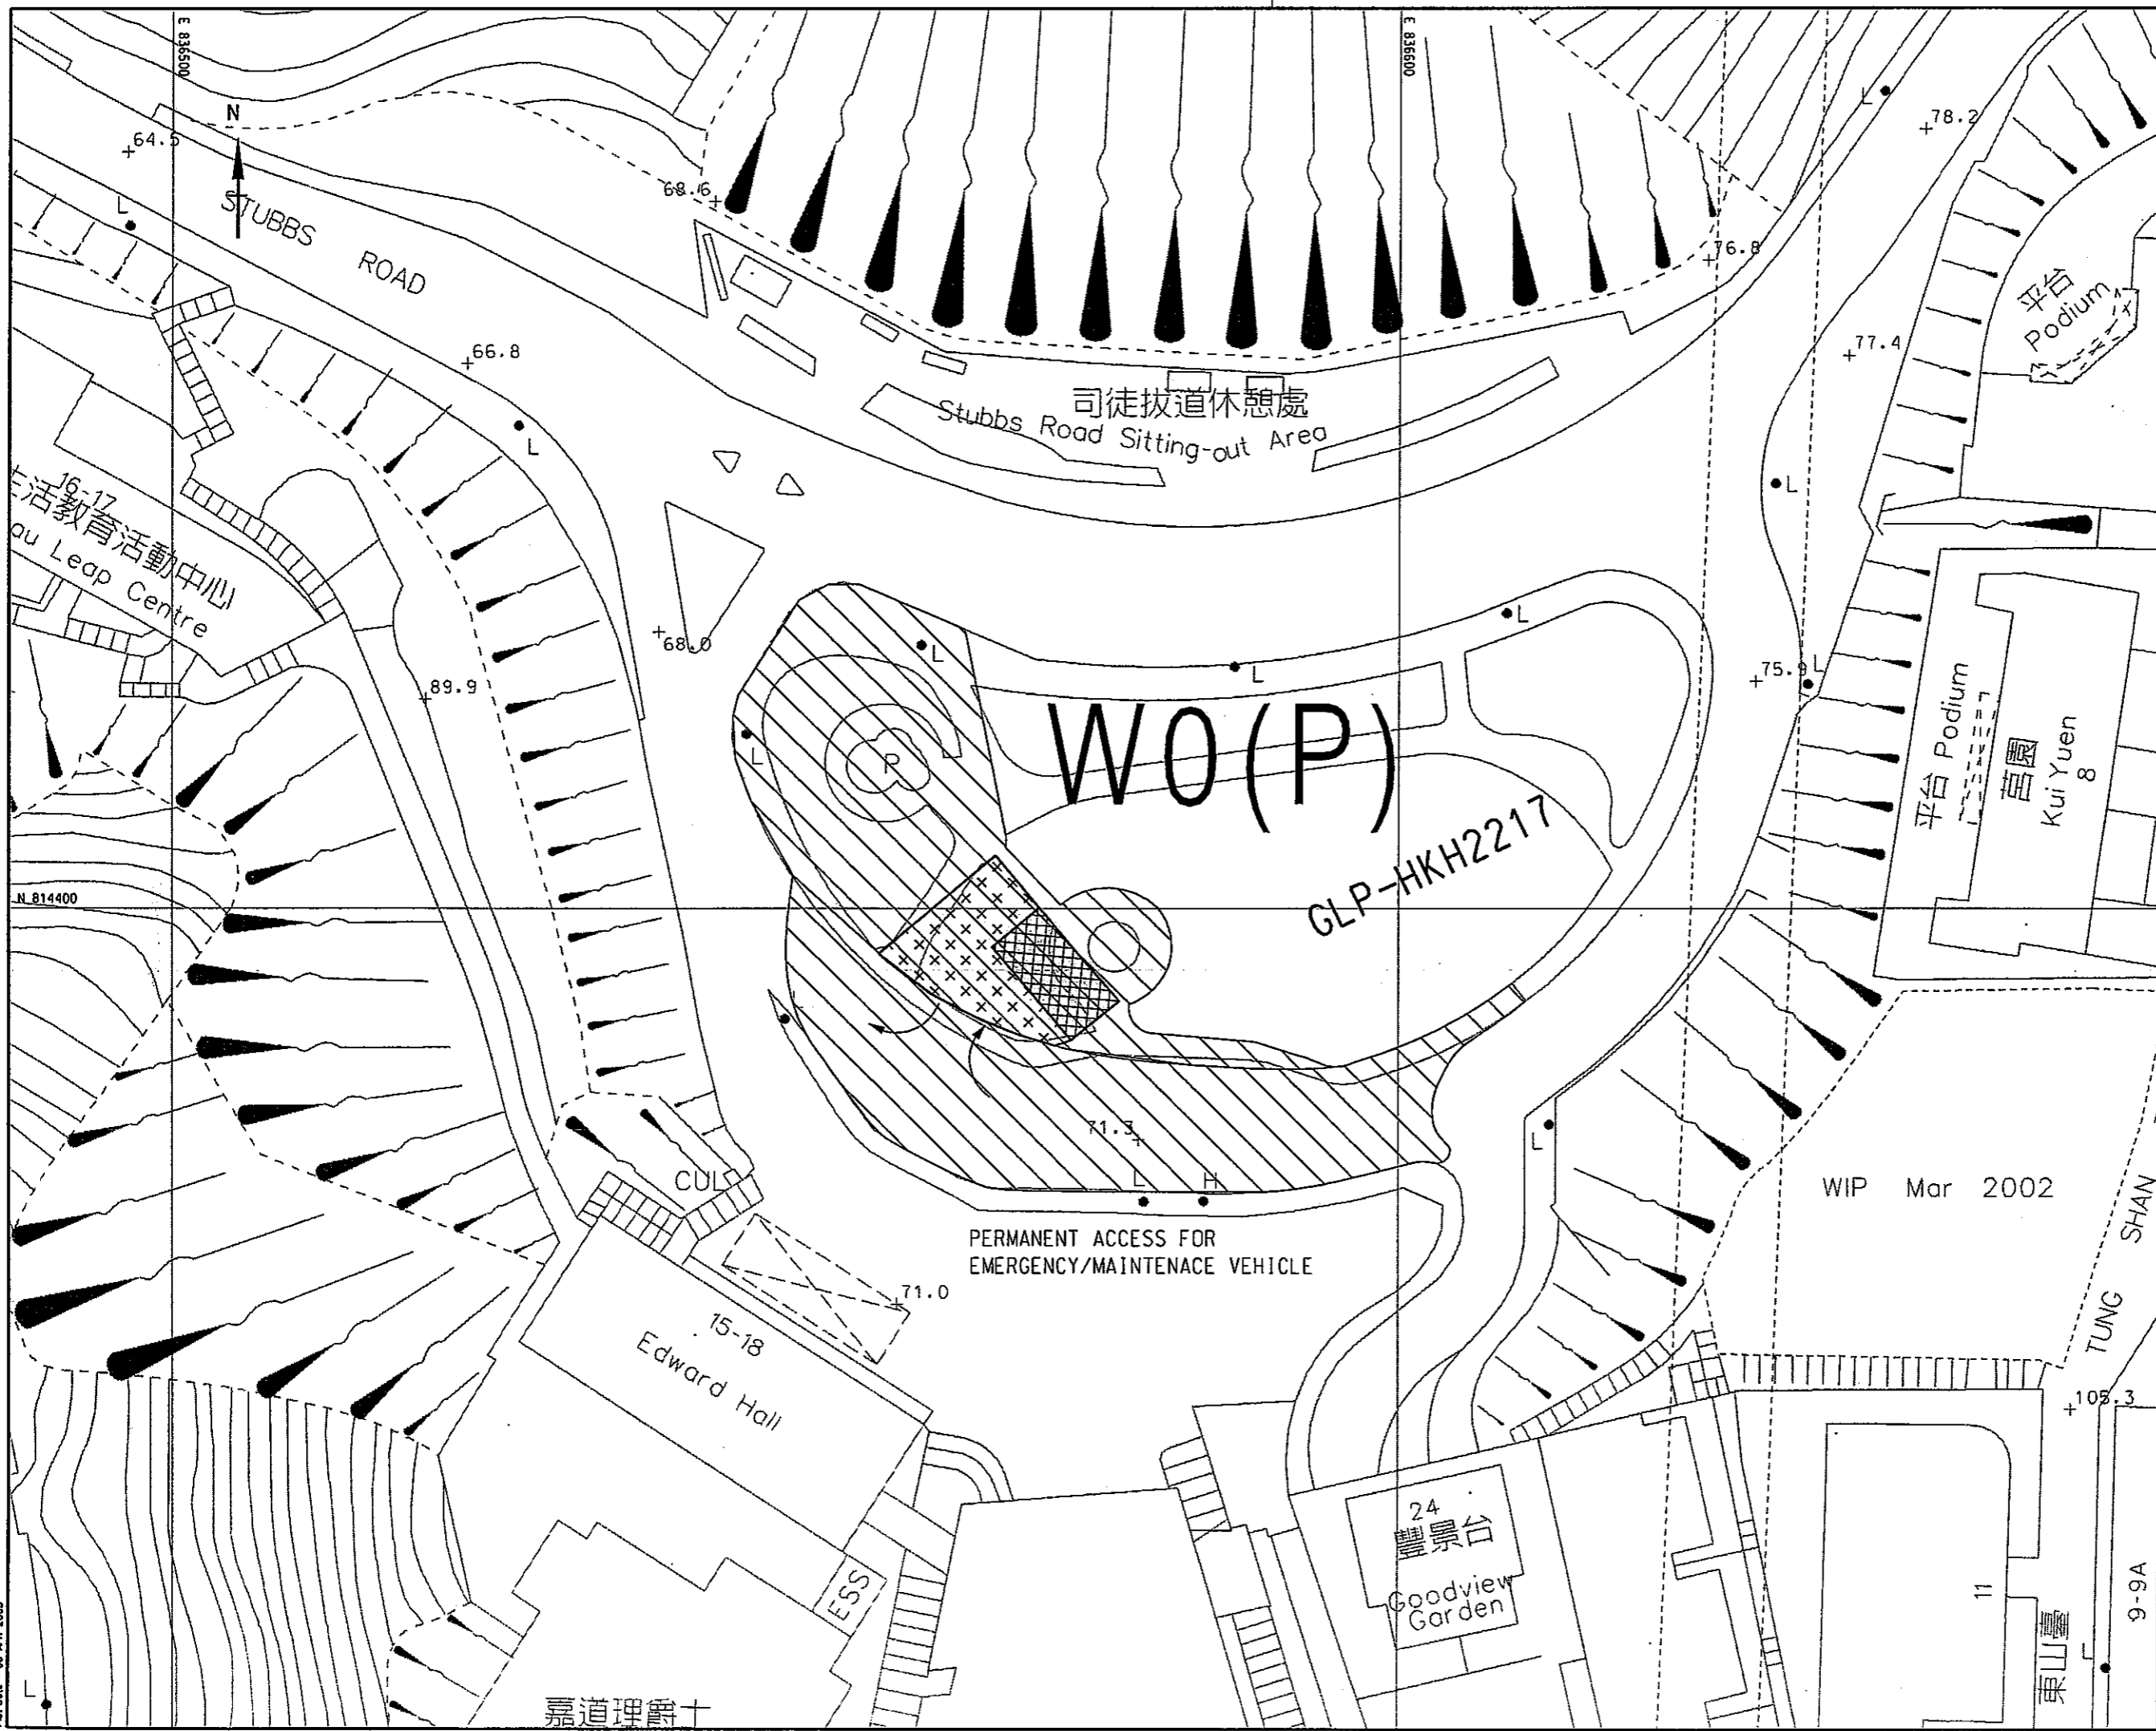 E 836500
E 836600
N
64.5
78.2
L
L
68.6
STUBBS
ROAD
76.8
平台
Podium
66.8
77.4
司徒拔道休憩處
Stubbs Road Sitting-out Area
L
L
16-17
生活教育活動中心
au Leap Centre
68.0
L
L
L
75.9
L
89.9
W0(P)
L
P
平台 Podium
Kui Yuen
8
GLP-HKH2217
N 814400
71.3
L
CUL
L
H
WIP Mar 2002
SHAN
PERMANENT ACCESS FOR
EMERGENCY/MAINTENACE VEHICLE
71.0
TUNG
15-18
Edward Hall
105.3
24
豐景台
Goodview
Garden
ESS
11
9-9A
東山臺
L
L
嘉道理爵士